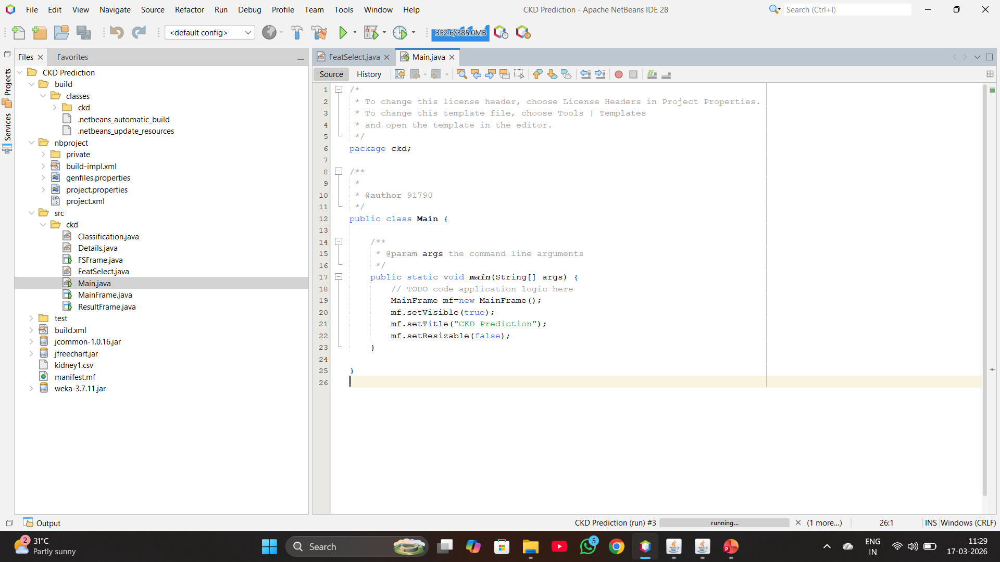 File Edit View Navigate Source Refactor Run Debug Profile Team Tools Window Help
CKD Prediction - Apache NetBeans IDE 28
Search (Ctrl+I)
<default config>
352.6/385.0MB
Projects
Services
Files
Favorites
CKD Prediction
build
classes
ckd
.netbeans_automatic_build
.netbeans_update_resources
nbproject
private
build-impl.xml
genfiles.properties
project.properties
project.xml
src
ckd
Classification.java
Details.java
FSFrame.java
FeatSelect.java
Main.java
MainFrame.java
ResultFrame.java
test
build.xml
jcommon-1.0.16.jar
jfreechart.jar
kidney1.csv
manifest.mf
weka-3.7.11.jar
FeatSelect.java
Main.java
Source History
1 /*
2 * To change this license header, choose License Headers in Project Properties.
3 * To change this template file, choose Tools | Templates
4 * and open the template in the editor.
5 */
6 package ckd;
7
8 /**
9 *
10 * @author 91790
11 */
12 public class Main {
13
14 /**
15 * @param args the command line arguments
16 */
17 public static void main(String[] args) {
18 // TODO code application logic here
19 MainFrame mf=new MainFrame();
20 mf.setVisible(true);
21 mf.setTitle("CKD Prediction");
22 mf.setResizable(false);
23 }
24
25 }
26
Output
CKD Prediction (run) #3 running... (1 more...) 26:1 INS Windows (CRLF)
2
31°C
Partly sunny
Search
5
ENG
IN
11:29
17-03-2026